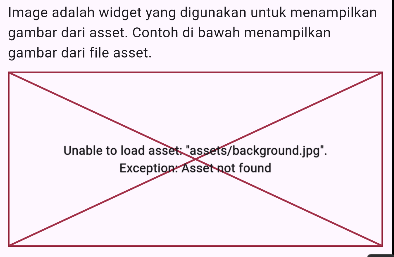 Image adalah widget yang digunakan untuk menampilkan
gambar dari asset. Contoh di bawah menampilkan
gambar dari file asset.
Unable to load asset: "assets/background.jpg".
Exception: Asset not found